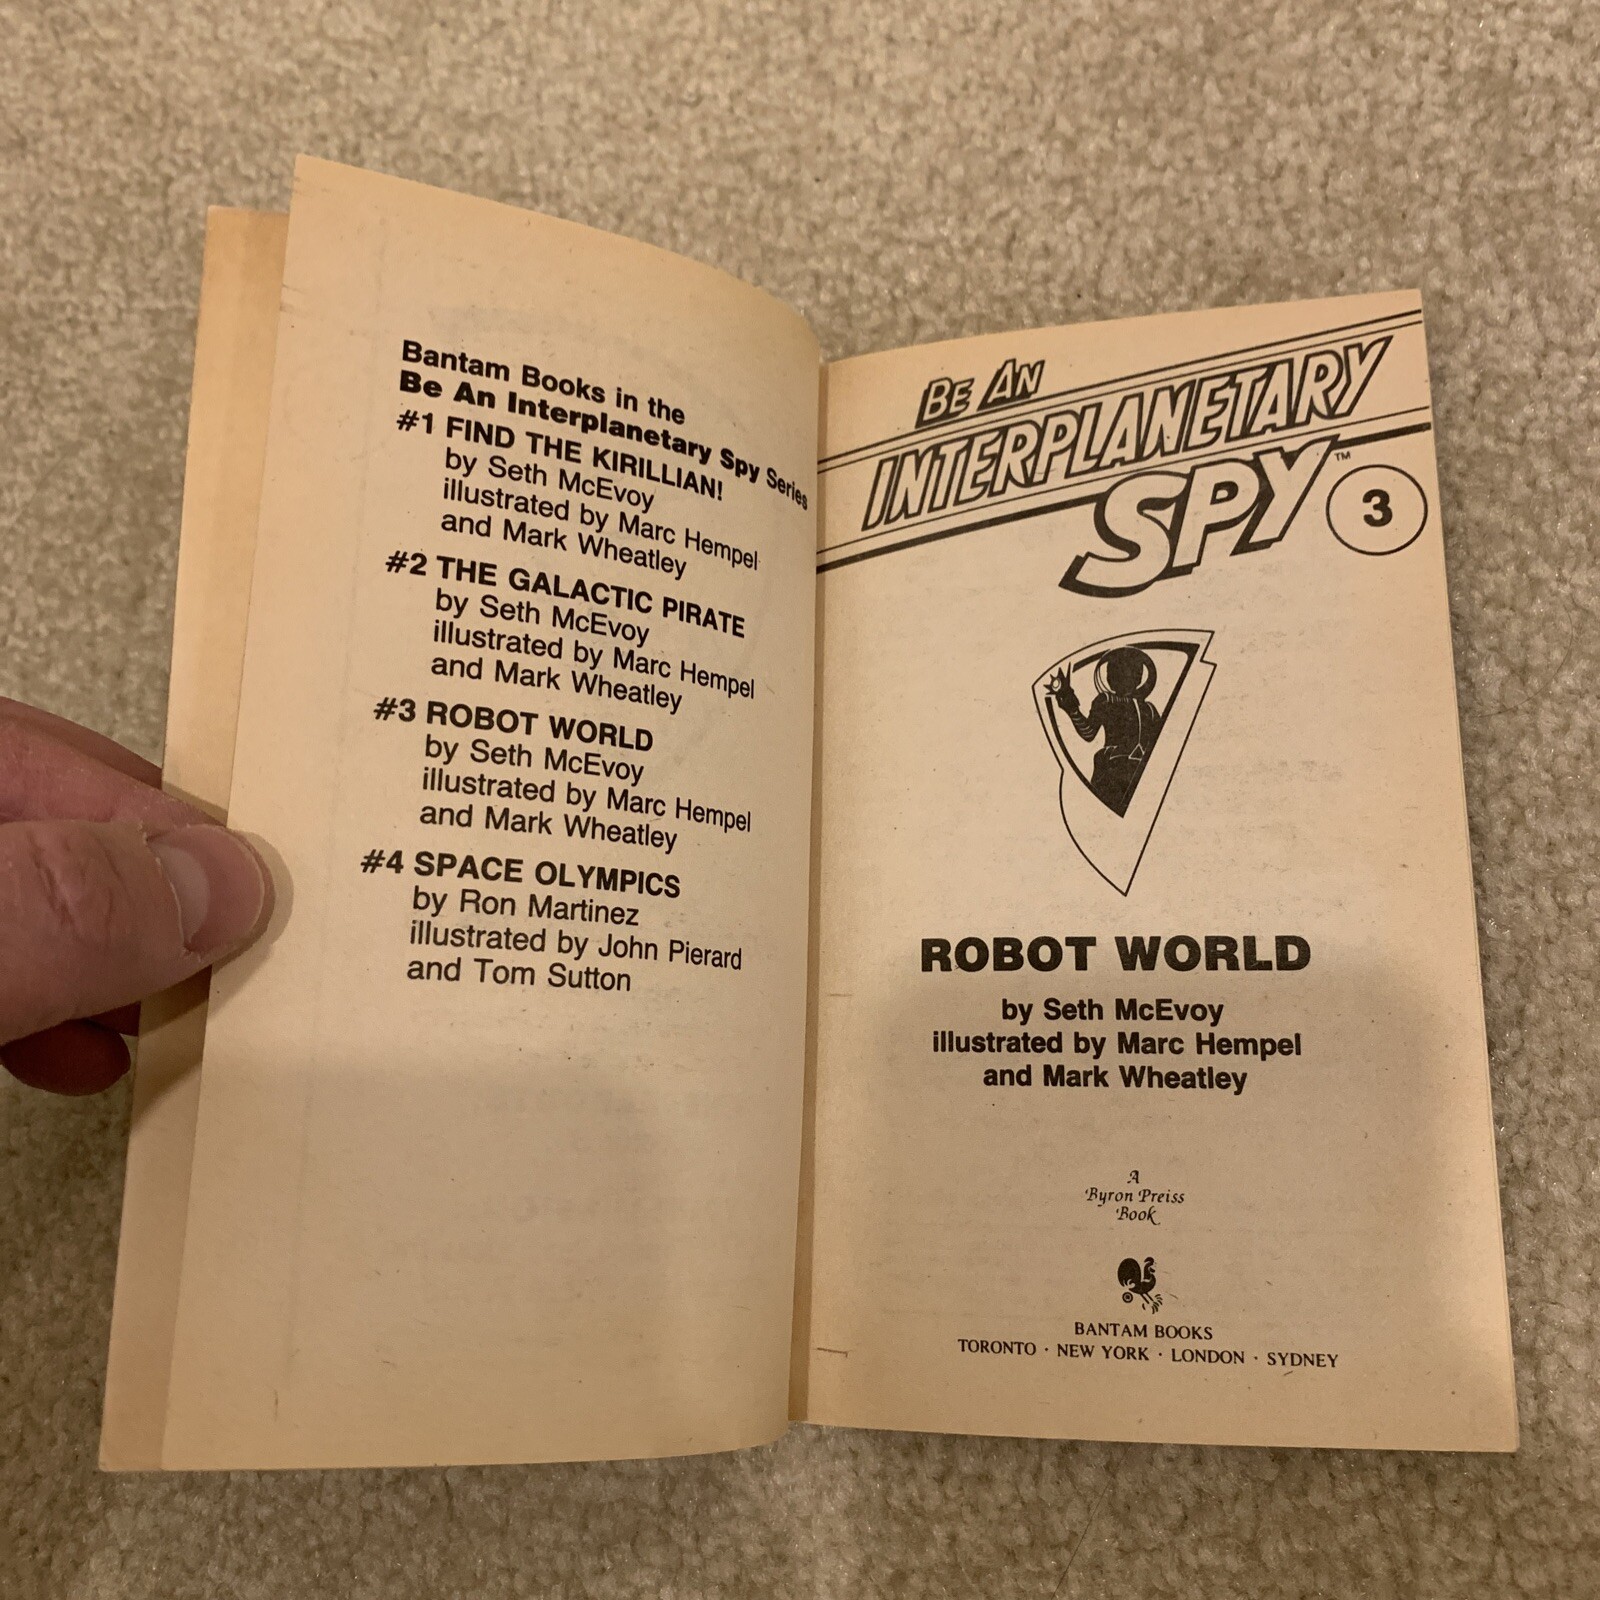 Bantam Books in the
Be An Interplanetary Spy Series
#1 FIND THE KIRILLIAN!
by Seth McEvoy
illustrated by Marc Hempel
and Mark Wheatley
#2 THE GALACTIC PIRATE
by Seth McEvoy
illustrated by Marc Hempel
and Mark Wheatley
#3 ROBOT WORLD
by Seth McEvoy
illustrated by Marc Hempel
and Mark Wheatley
#4 SPACE OLYMPICS
by Ron Martinez
illustrated by John Pierard
and Tom Sutton
BE AN
INTERPLANETARY
SPY™ 3
ROBOT WORLD
by Seth McEvoy
illustrated by Marc Hempel
and Mark Wheatley
A
Byron Preiss
Book
BANTAM BOOKS
TORONTO · NEW YORK · LONDON · SYDNEY